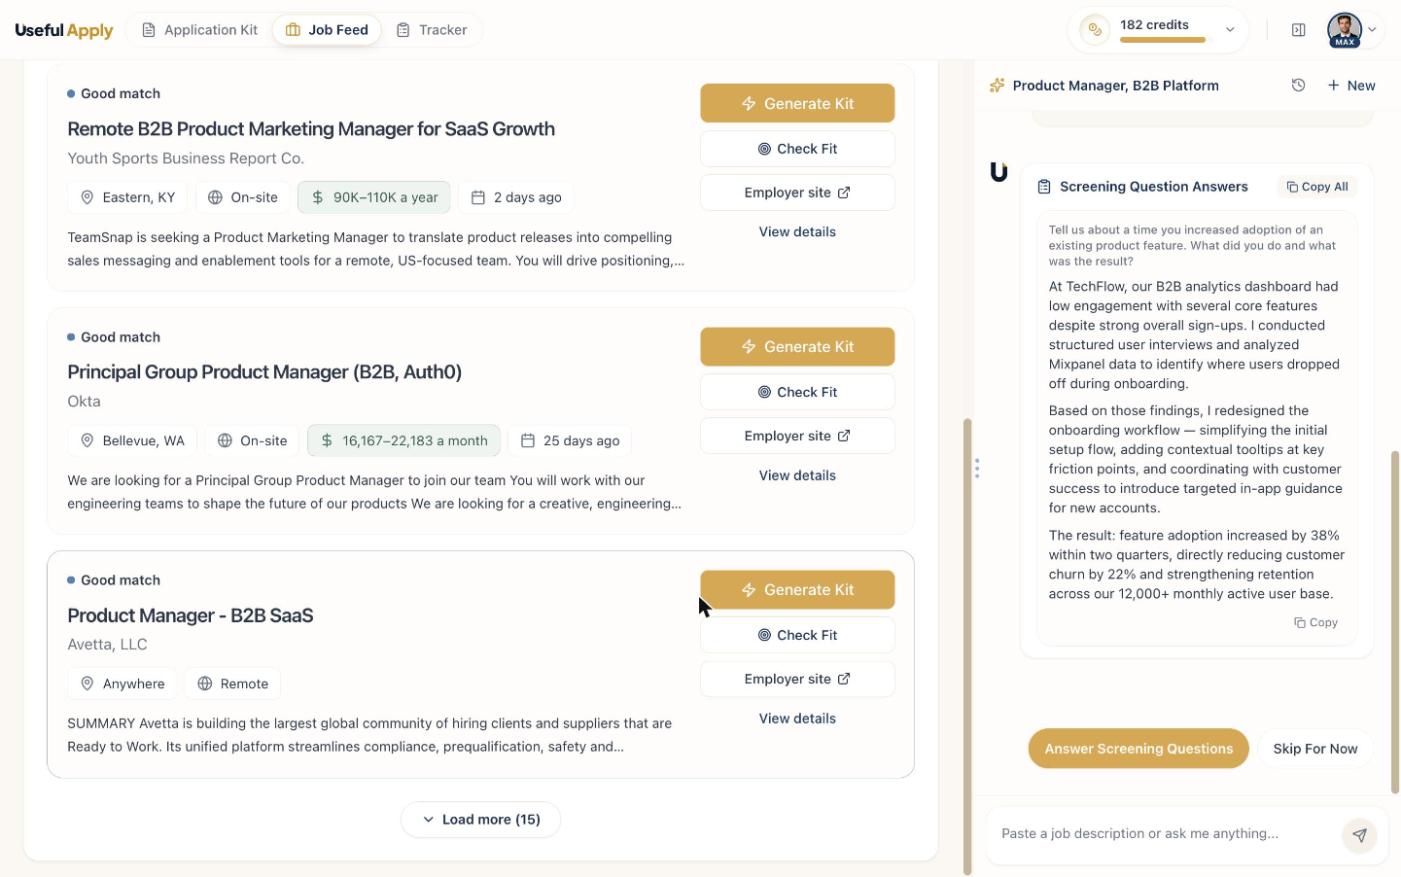 Useful Apply
Application Kit
Job Feed
Tracker
182 credits
MAX
Good match
Remote B2B Product Marketing Manager for SaaS Growth
Youth Sports Business Report Co.
Eastern, KY
On-site
90K–110K a year
2 days ago
TeamSnap is seeking a Product Marketing Manager to translate product releases into compelling
sales messaging and enablement tools for a remote, US-focused team. You will drive positioning,...
Generate Kit
Check Fit
Employer site
View details
Good match
Principal Group Product Manager (B2B, Auth0)
Okta
Bellevue, WA
On-site
16,167–22,183 a month
25 days ago
We are looking for a Principal Group Product Manager to join our team You will work with our
engineering teams to shape the future of our products We are looking for a creative, engineering...
Generate Kit
Check Fit
Employer site
View details
Good match
Product Manager - B2B SaaS
Avetta, LLC
Anywhere
Remote
SUMMARY Avetta is building the largest global community of hiring clients and suppliers that are
Ready to Work. Its unified platform streamlines compliance, prequalification, safety and...
Generate Kit
Check Fit
Employer site
View details
Load more (15)
Product Manager, B2B Platform
New
Screening Question Answers
Copy All
Tell us about a time you increased adoption of an
existing product feature. What did you do and what
was the result?
At TechFlow, our B2B analytics dashboard had
low engagement with several core features
despite strong overall sign-ups. I conducted
structured user interviews and analyzed
Mixpanel data to identify where users dropped
off during onboarding.
Based on those findings, I redesigned the
onboarding workflow — simplifying the initial
setup flow, adding contextual tooltips at key
friction points, and coordinating with customer
success to introduce targeted in-app guidance
for new accounts.
The result: feature adoption increased by 38%
within two quarters, directly reducing customer
churn by 22% and strengthening retention
across our 12,000+ monthly active user base.
Copy
Answer Screening Questions
Skip For Now
Paste a job description or ask me anything...